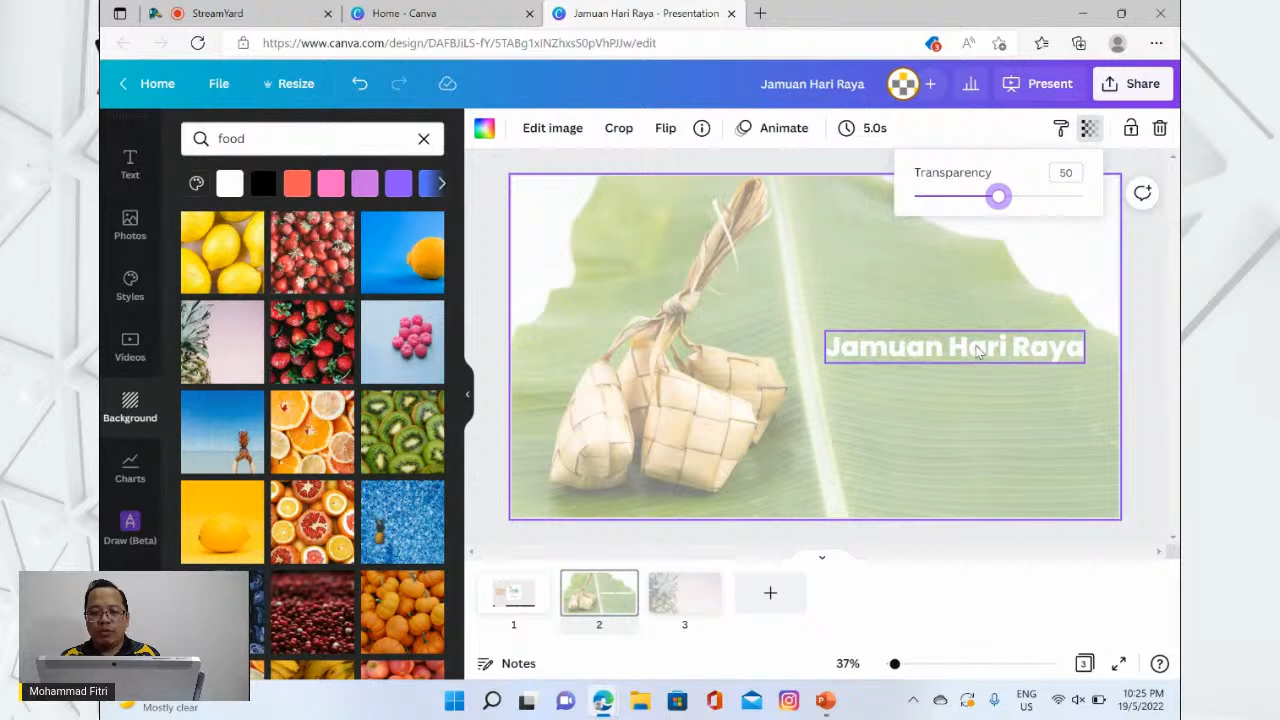 StreamYard
Home - Canva
Jamuan Hari Raya - Presentation
https://www.canva.com/design/DAFBJiLS-fY/5TABg1xINZhxsS0pVhPJJw/edit
Home
File
Resize
Jamuan Hari Raya
Present
Share
Text
Photos
Styles
Videos
Background
Charts
Draw (Beta)
food
Edit image
Crop
Flip
Animate
5.0s
Transparency
50
Jamuan Hari Raya
1
2
3
Notes
37%
3
Mohammad Fitri
Mostly clear
ENG
US
10:25 PM
19/5/2022